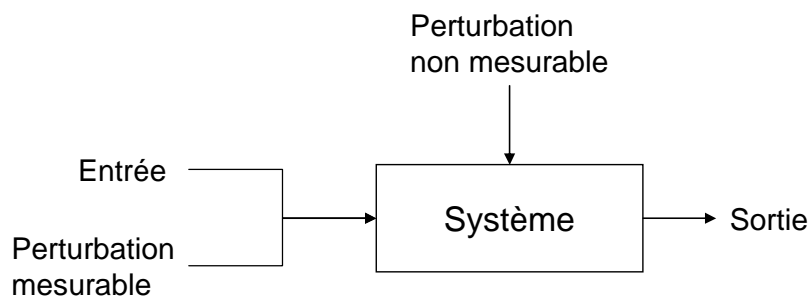 Perturbation
non mesurable
Entrée
Système
Sortie
Perturbation
mesurable